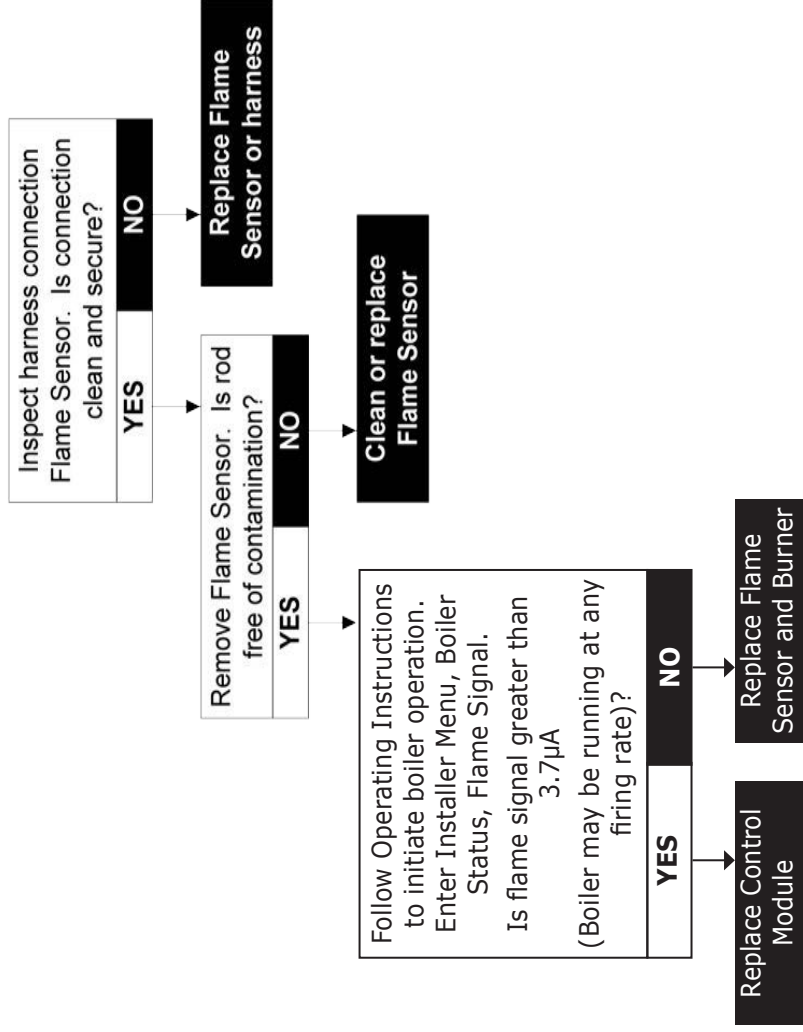 Inspect harness connection
Flame Sensor. Is connection
clean and secure?
YES
NO
Replace Flame
Sensor or harness
Remove Flame Sensor. Is rod
free of contamination?
YES
NO
Clean or replace
Flame Sensor
Follow Operating Instructions
to initiate boiler operation.
Enter Installer Menu, Boiler
Status, Flame Signal.
Is flame signal greater than
3.7µA
(Boiler may be running at any
firing rate)?
YES
NO
Replace Control
Module
Replace Flame
Sensor and Burner